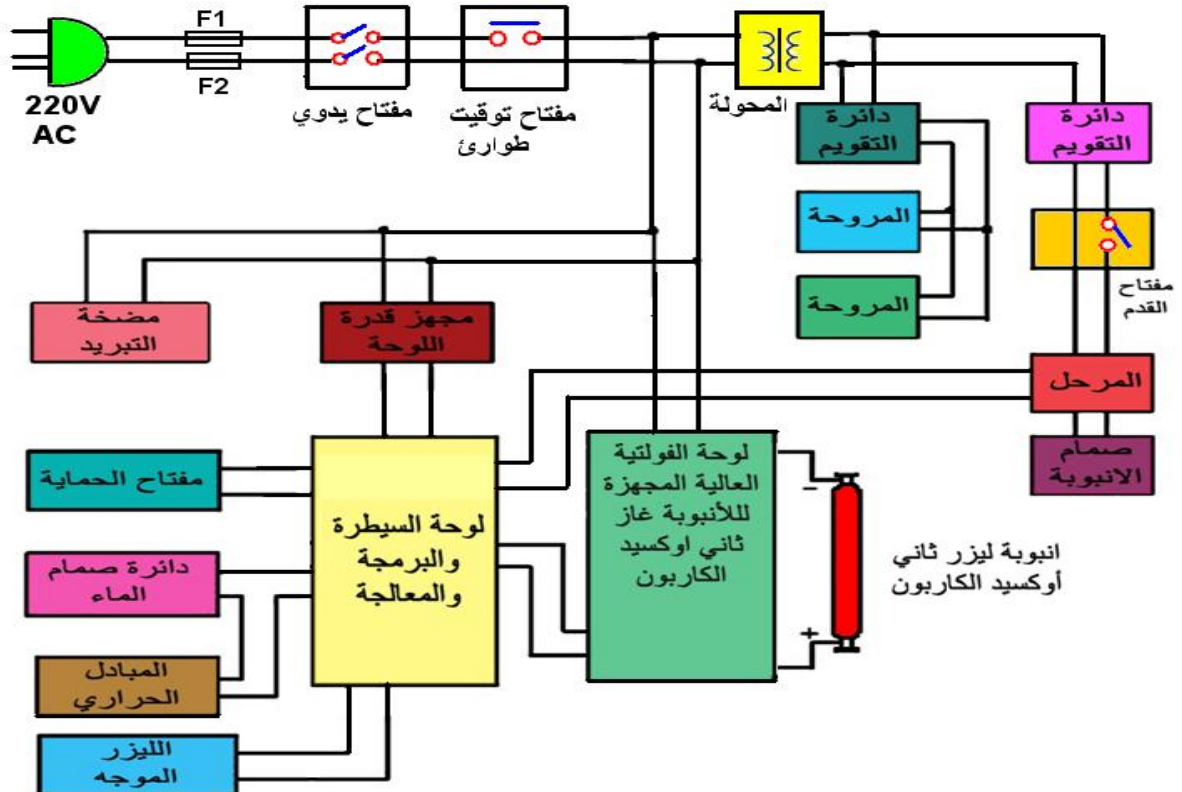 F1
F2
220V
AC
مفتاح يدوي
مفتاح توقيت
طوارئ
المحولة
دائرة
التقويم
دائرة
التقويم
المروحة
المروحة
مفتاح
القدم
مضخة
التبريد
مجهز قدرة
اللوحة
المرحل
صمام
الانبوبة
مفتاح الحماية
دائرة صمام
الماء
المبادل
الحراري
الليزر
الموجه
لوحة السيطرة
والبرمجة
والمعالجة
لوحة الفولتية
العالية المجهزة
للأنبوبة غاز
ثاني اوكسيد
الكاربون
−
+
انبوبة ليزر ثاني
أوكسيد الكاربون